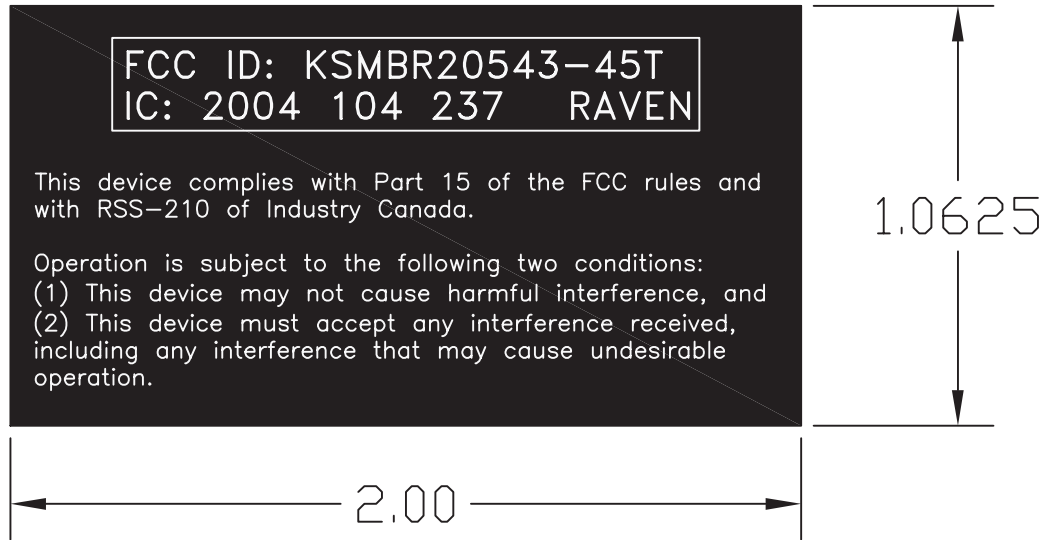 FCC ID: KSMBR20543-45T
IC: 2004 104 237 RAVEN
This device complies with Part 15 of the FCC rules and
with RSS-210 of Industry Canada.
Operation is subject to the following two conditions:
(1) This device may not cause harmful interference, and
(2) This device must accept any interference received,
including any interference that may cause undesirable
operation.
1.0625
2.00